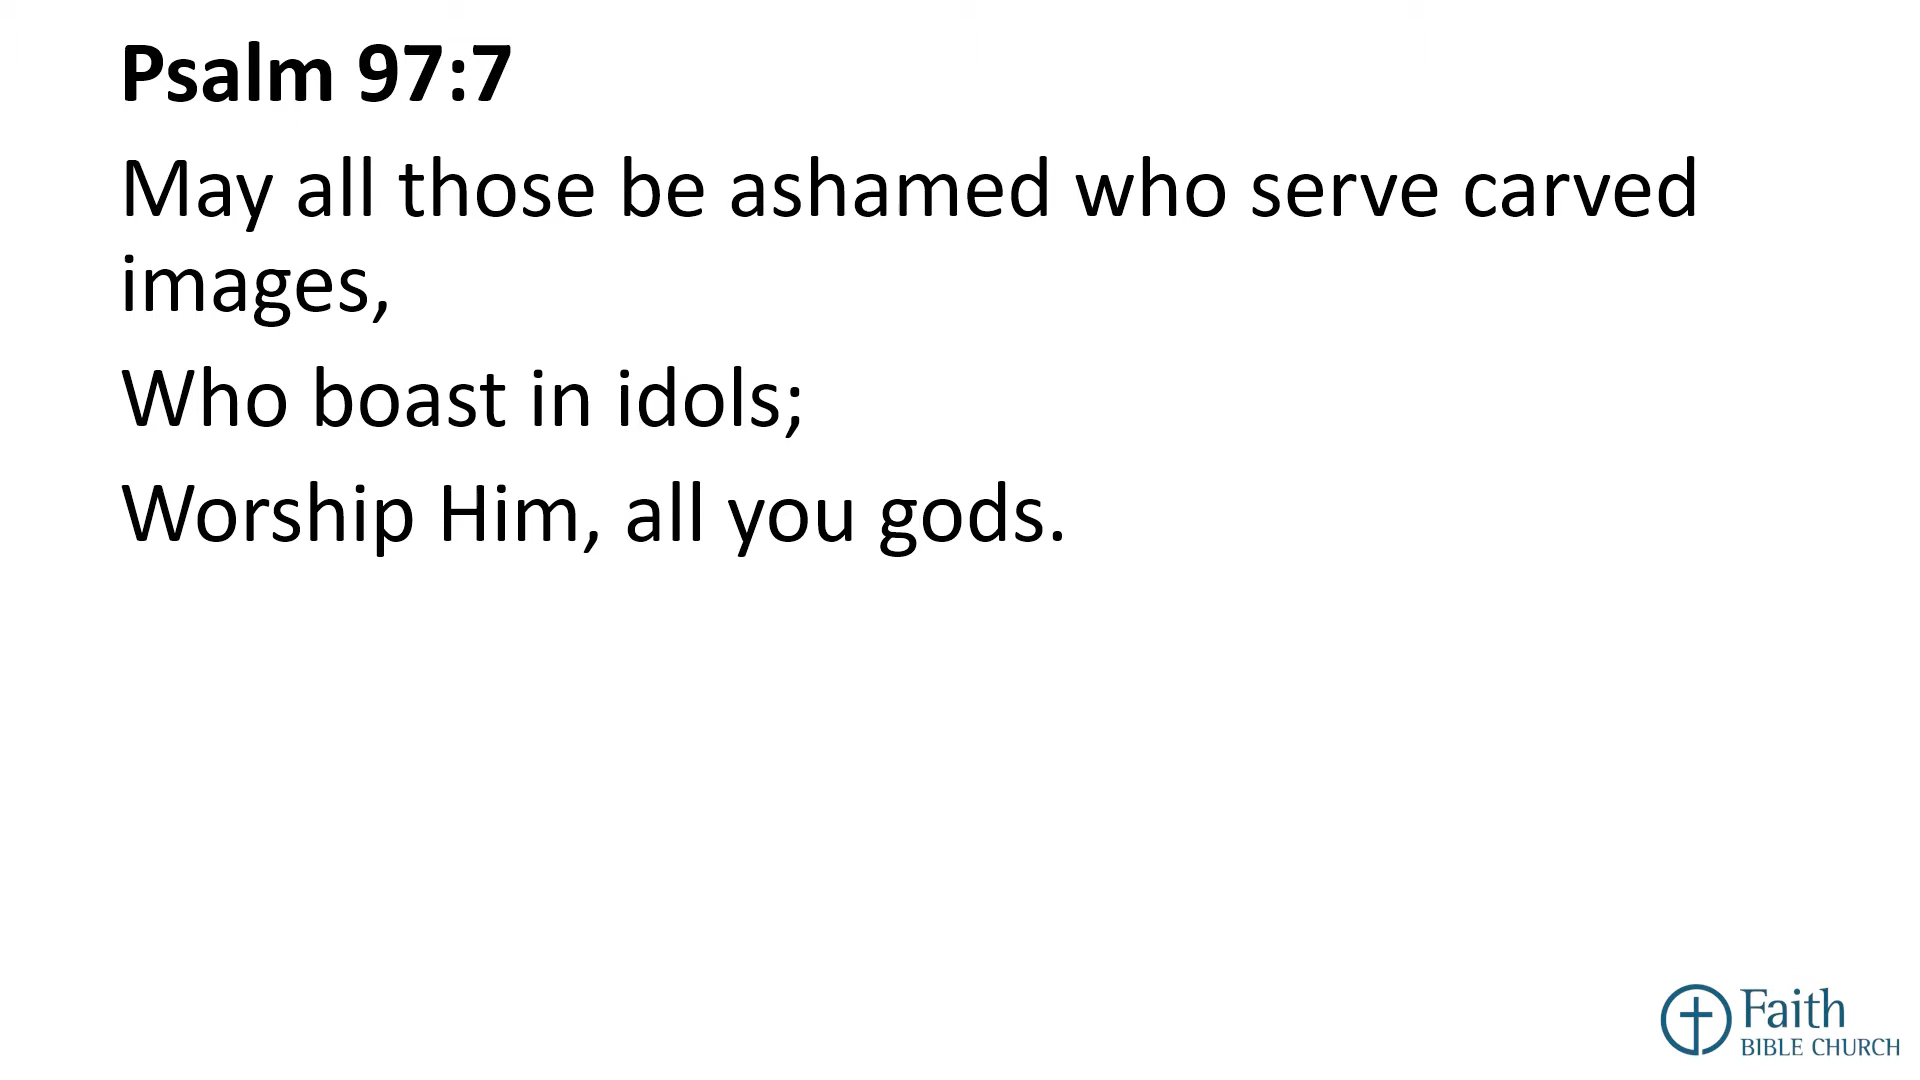 Psalm 97:7
May all those be ashamed who serve carved
images,
Who boast in idols;
Worship Him, all you gods.
Faith
BIBLE CHURCH